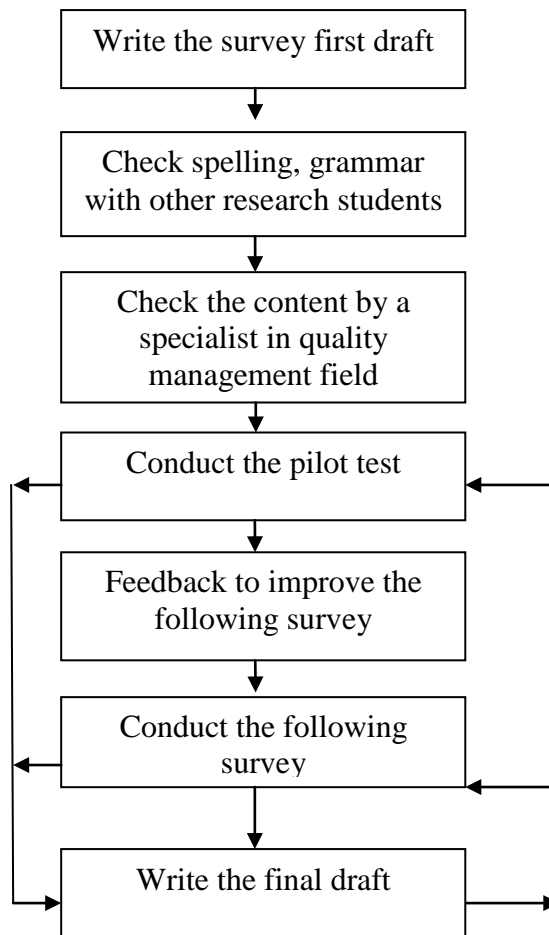 Write the survey first draft
Check spelling, grammar
with other research students
Check the content by a
specialist in quality
management field
Conduct the pilot test
Feedback to improve the
following survey
Conduct the following
survey
Write the final draft